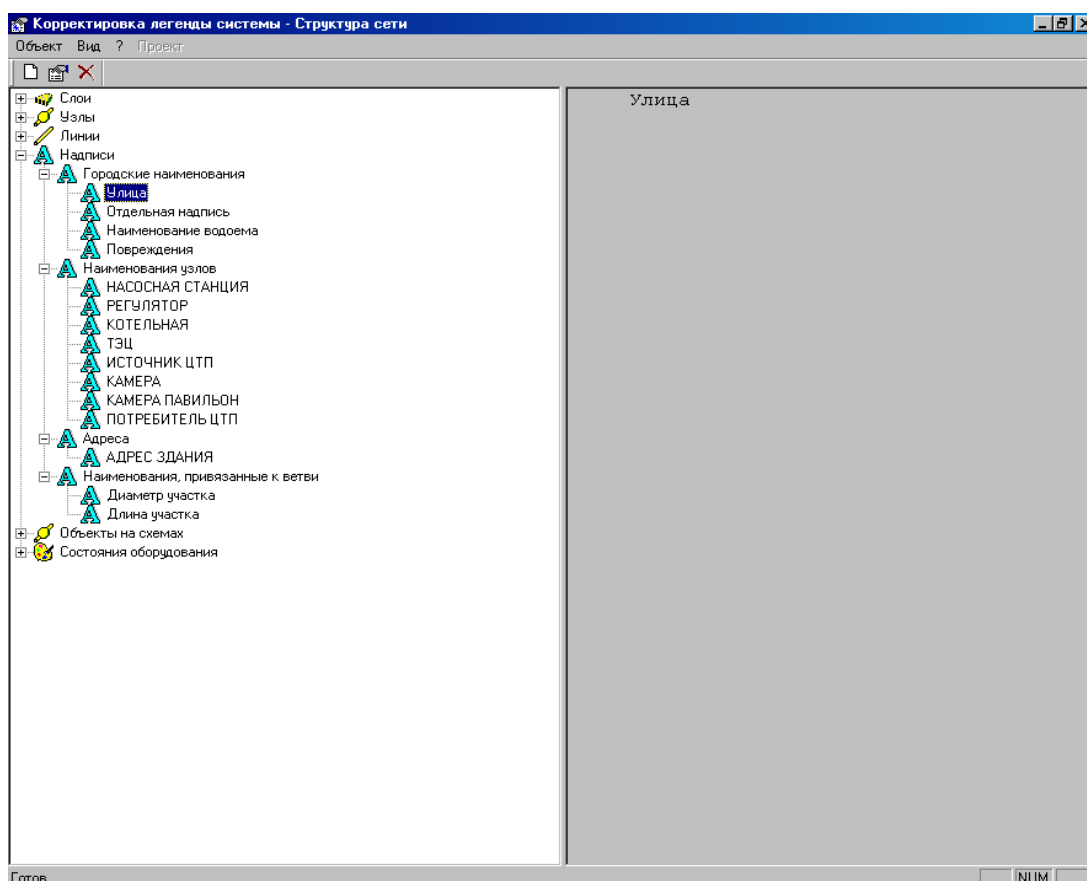 Корректировка легенды системы - Структура сети
Объект Вид ? Проект
Слои
Улица
Узлы
Линии
Надписи
Городские наименования
Улица
Отдельная надпись
Наименование водоема
Повреждения
Наименования узлов
НАСОСНАЯ СТАНЦИЯ
РЕГУЛЯТОР
КОТЕЛЬНАЯ
ТЭЦ
ИСТОЧНИК ЦТП
КАМЕРА
КАМЕРА ПАВИЛЬОН
ПОТРЕБИТЕЛЬ ЦТП
Адреса
АДРЕС ЗДАНИЯ
Наименования, привязанные к ветви
Диаметр участка
Длина участка
Объекты на схемах
Состояния оборудования
Готов NUM